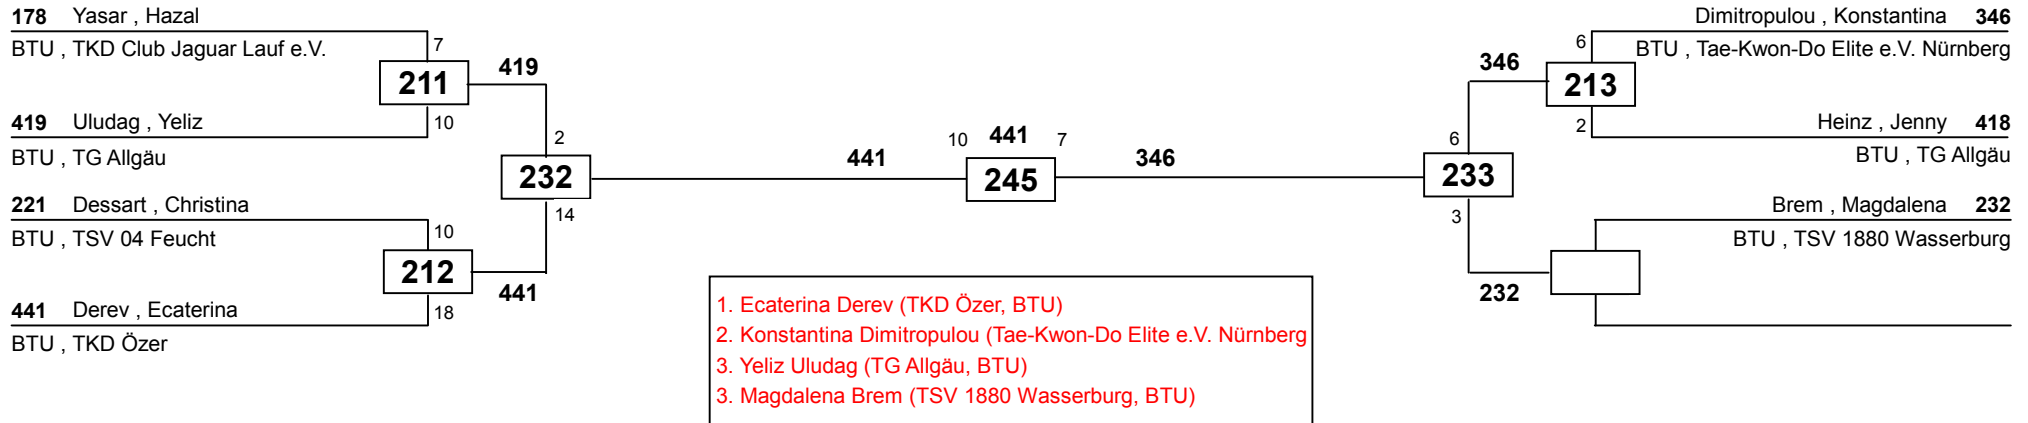 178 Yasar , Hazal
BTU , TKD Club Jaguar Lauf e.V.
7
211
419
10
419 Uludag , Yeliz
BTU , TG Allgäu
2
232
14
221 Dessart , Christina
BTU , TSV 04 Feucht
10
212
441
18
441 Derev , Ecaterina
BTU , TKD Özer
441
10 441 7
245
346
Dimitropulou , Konstantina 346
BTU , Tae-Kwon-Do Elite e.V. Nürnberg
6
346
213
2
Heinz , Jenny 418
BTU , TG Allgäu
6
233
3
Brem , Magdalena 232
BTU , TSV 1880 Wasserburg
232
1. Ecaterina Derev (TKD Özer, BTU)
2. Konstantina Dimitropulou (Tae-Kwon-Do Elite e.V. Nürnberg
3. Yeliz Uludag (TG Allgäu, BTU)
3. Magdalena Brem (TSV 1880 Wasserburg, BTU)